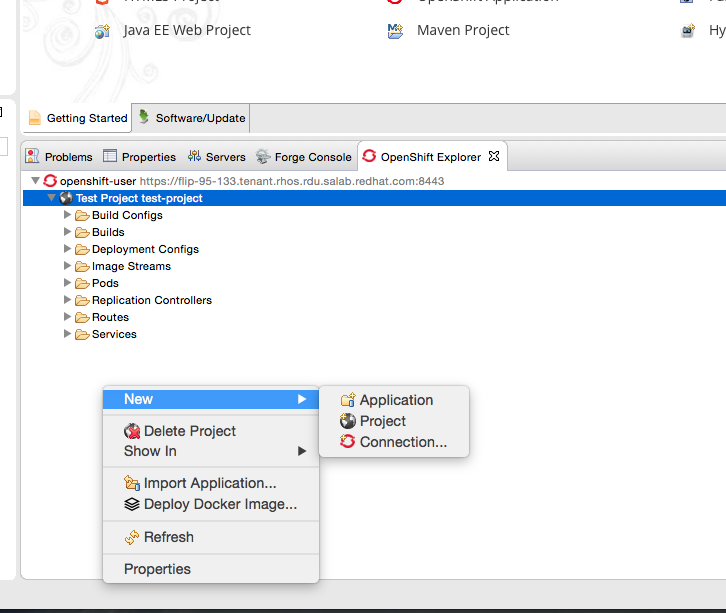 Java EE Web Project
Maven Project
Hy
Getting Started
Software/Update
Problems
Properties
Servers
Forge Console
OpenShift Explorer
openshift-user https://flip-95-133.tenant.rhos.rdu.salab.redhat.com:8443
Test Project test-project
Build Configs
Builds
Deployment Configs
Image Streams
Pods
Replication Controllers
Routes
Services
New
Application
Delete Project
Project
Show In
Connection...
Import Application...
Deploy Docker Image...
Refresh
Properties